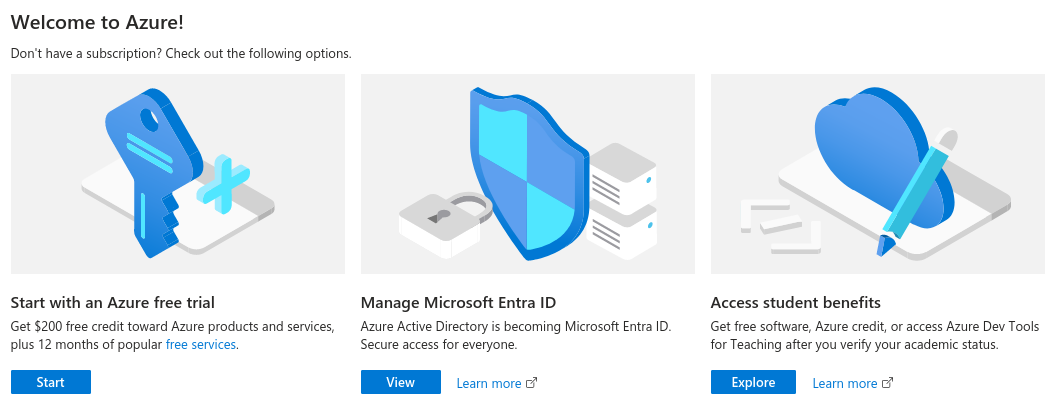 Welcome to Azure!
Don't have a subscription? Check out the following options.
Start with an Azure free trial
Get $200 free credit toward Azure products and services,
plus 12 months of popular free services.
Start
Manage Microsoft Entra ID
Azure Active Directory is becoming Microsoft Entra ID.
Secure access for everyone.
View
Learn more
Access student benefits
Get free software, Azure credit, or access Azure Dev Tools
for Teaching after you verify your academic status.
Explore
Learn more